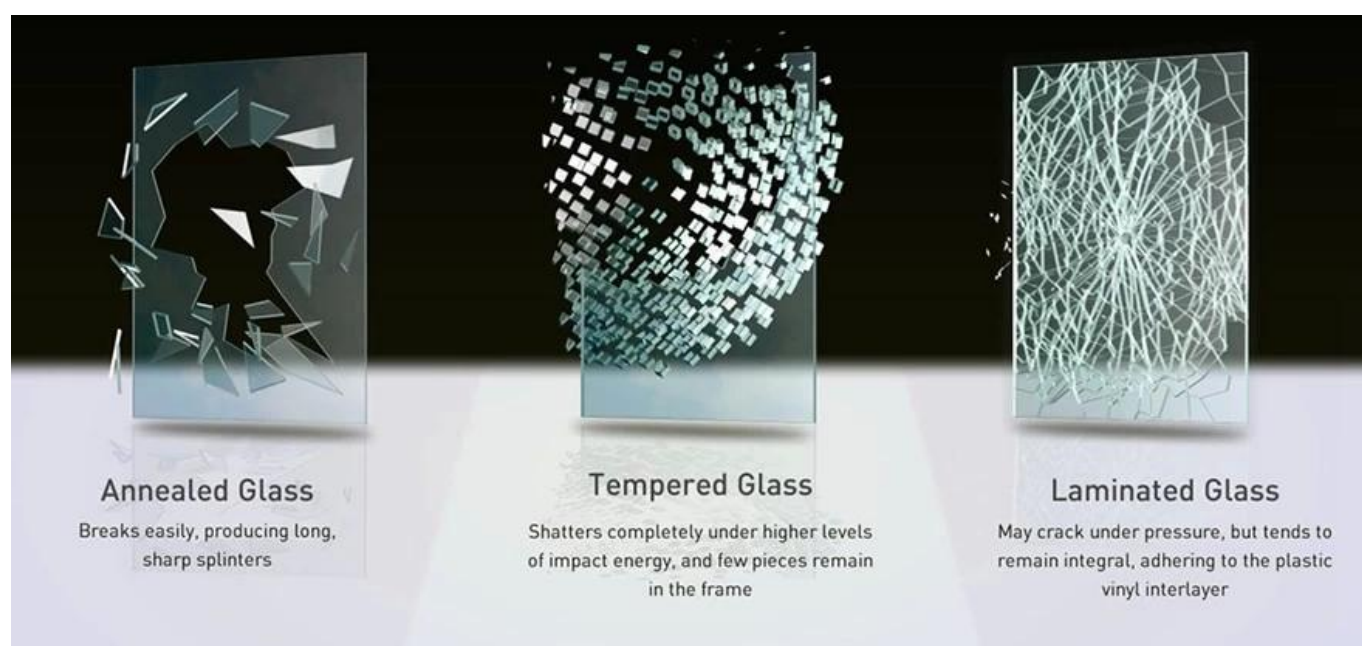 Annealed Glass
Breaks easily, producing long,
sharp splinters
Tempered Glass
Shatters completely under higher levels
of impact energy, and few pieces remain
in the frame
Laminated Glass
May crack under pressure, but tends to
remain integral, adhering to the plastic
vinyl interlayer